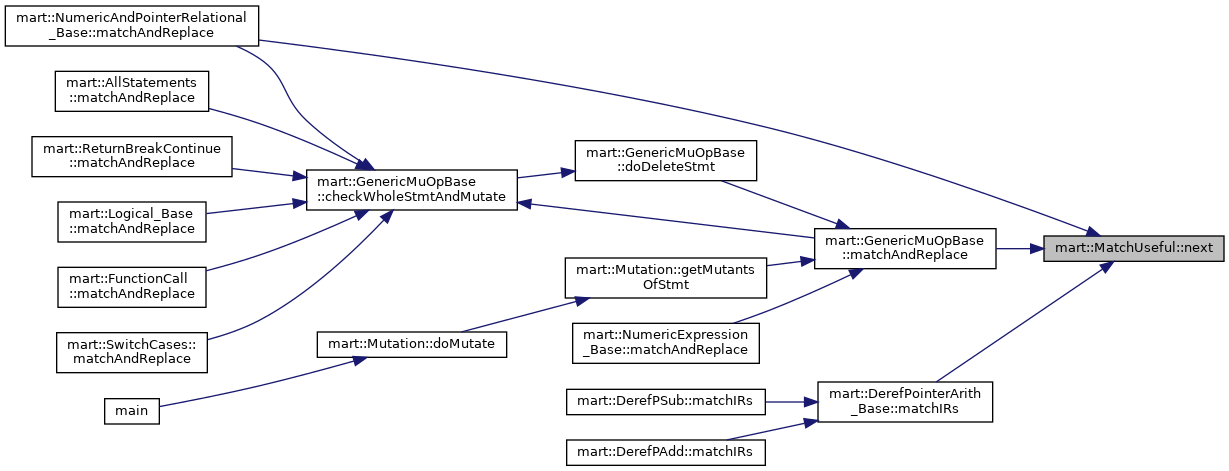 mart::NumericAndPointerRelational
_Base::matchAndReplace
mart::AllStatements
::matchAndReplace
mart::ReturnBreakContinue
::matchAndReplace
mart::Logical_Base
::matchAndReplace
mart::FunctionCall
::matchAndReplace
mart::SwitchCases::
matchAndReplace
main
mart::GenericMuOpBase
::checkWholeStmtAndMutate
mart::Mutation::doMutate
mart::GenericMuOpBase
::doDeleteStmt
mart::Mutation::getMutants
OfStmt
mart::NumericExpression
_Base::matchAndReplace
mart::DerefPSub::matchIRs
mart::DerefPAdd::matchIRs
mart::GenericMuOpBase
::matchAndReplace
mart::DerefPointerArith
_Base::matchIRs
mart::MatchUseful::next